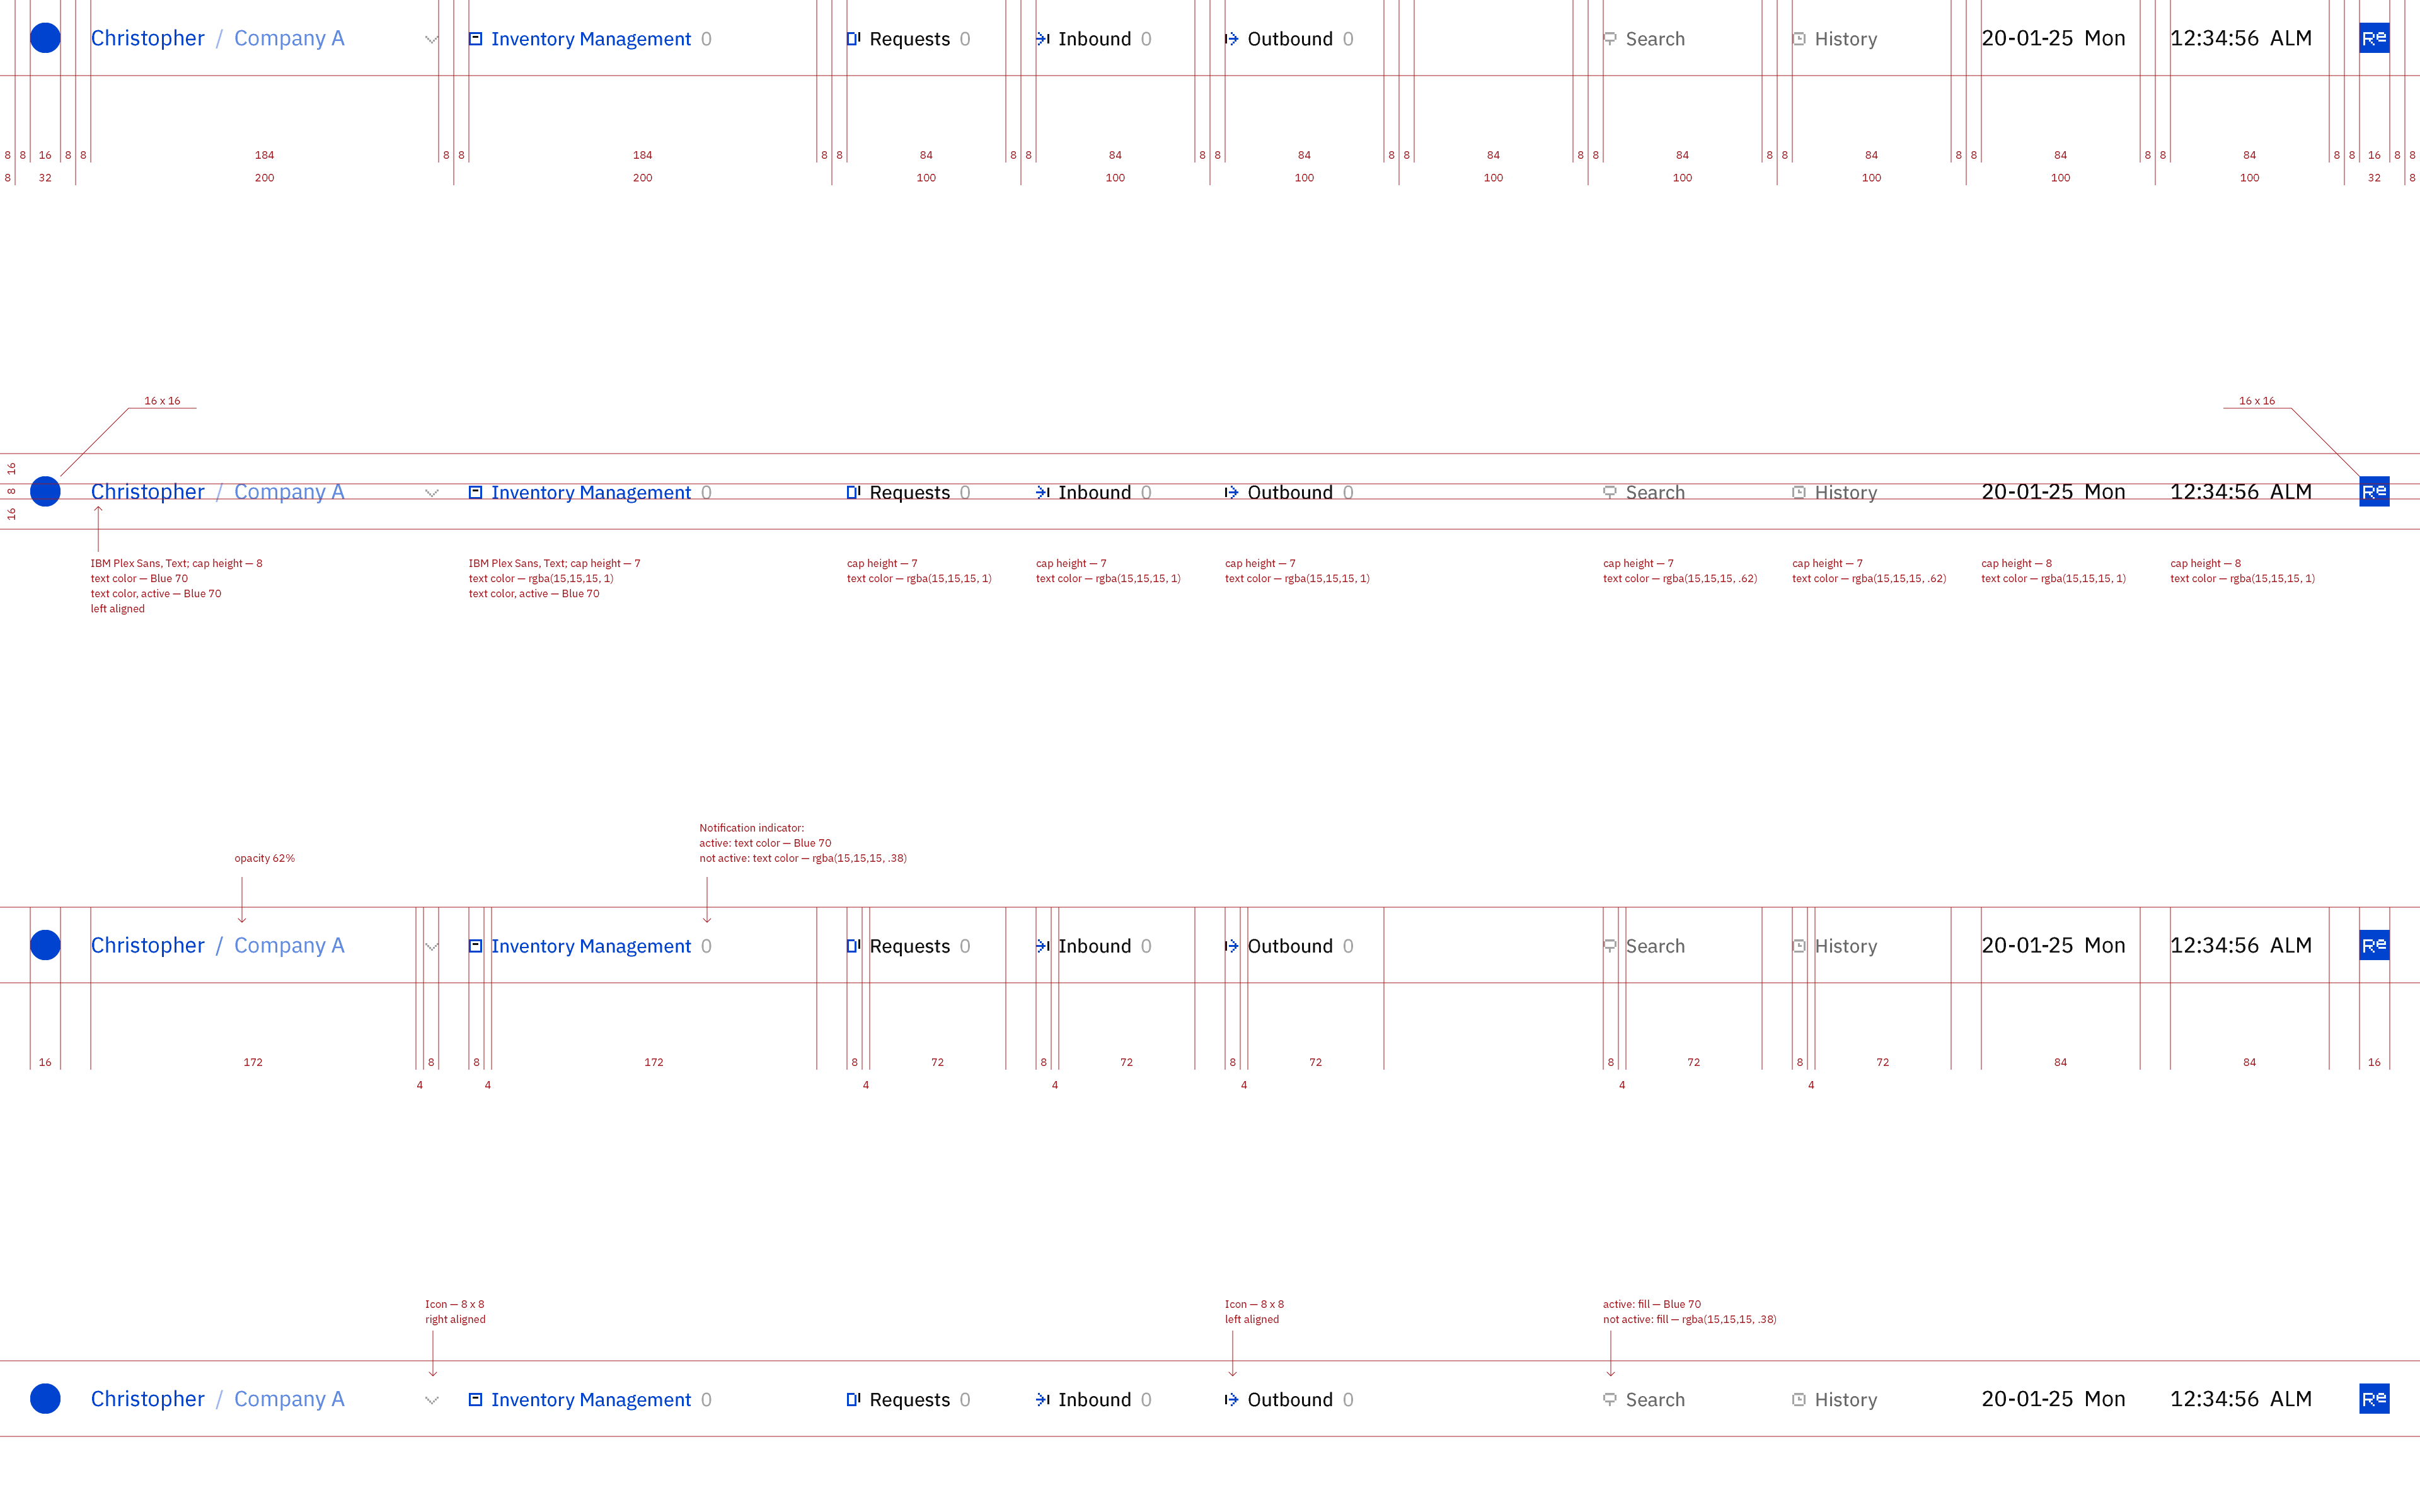 Christopher / Company A
Inventory Management 0
Requests 0
Inbound 0
Outbound 0
Search
History
20-01-25 Mon
12:34:56 ALM
Re
8 8 16 8 8 184 8 8 184 8 8 84 8 8 84 8 8 84 8 8 84 8 8 84 8 8 84 8 8 84 8 8 84 8 8 16 8 8
8 32 200 200 100 100 100 100 100 100 100 100 32 8
16 x 16
16 x 16
16
8
16
Christopher / Company A
Inventory Management 0
Requests 0
Inbound 0
Outbound 0
Search
History
20-01-25 Mon
12:34:56 ALM
Re
IBM Plex Sans, Text; cap height — 8
text color — Blue 70
text color, active — Blue 70
left aligned
IBM Plex Sans, Text; cap height — 7
text color — rgba(15,15,15, 1)
text color, active — Blue 70
cap height — 7
text color — rgba(15,15,15, 1)
cap height — 7
text color — rgba(15,15,15, 1)
cap height — 7
text color — rgba(15,15,15, 1)
cap height — 7
text color — rgba(15,15,15, .62)
cap height — 7
text color — rgba(15,15,15, .62)
cap height — 8
text color — rgba(15,15,15, 1)
cap height — 8
text color — rgba(15,15,15, 1)
opacity 62%
Notification indicator:
active: text color — Blue 70
not active: text color — rgba(15,15,15, .38)
Christopher / Company A
Inventory Management 0
Requests 0
Inbound 0
Outbound 0
Search
History
20-01-25 Mon
12:34:56 ALM
Re
16 172 8 8 172 8 72 8 72 8 72 8 72 8 72 84 84 16
4 4 4 4 4 4 4
Icon — 8 x 8
right aligned
Icon — 8 x 8
left aligned
active: fill — Blue 70
not active: fill — rgba(15,15,15, .38)
Christopher / Company A
Inventory Management 0
Requests 0
Inbound 0
Outbound 0
Search
History
20-01-25 Mon
12:34:56 ALM
Re